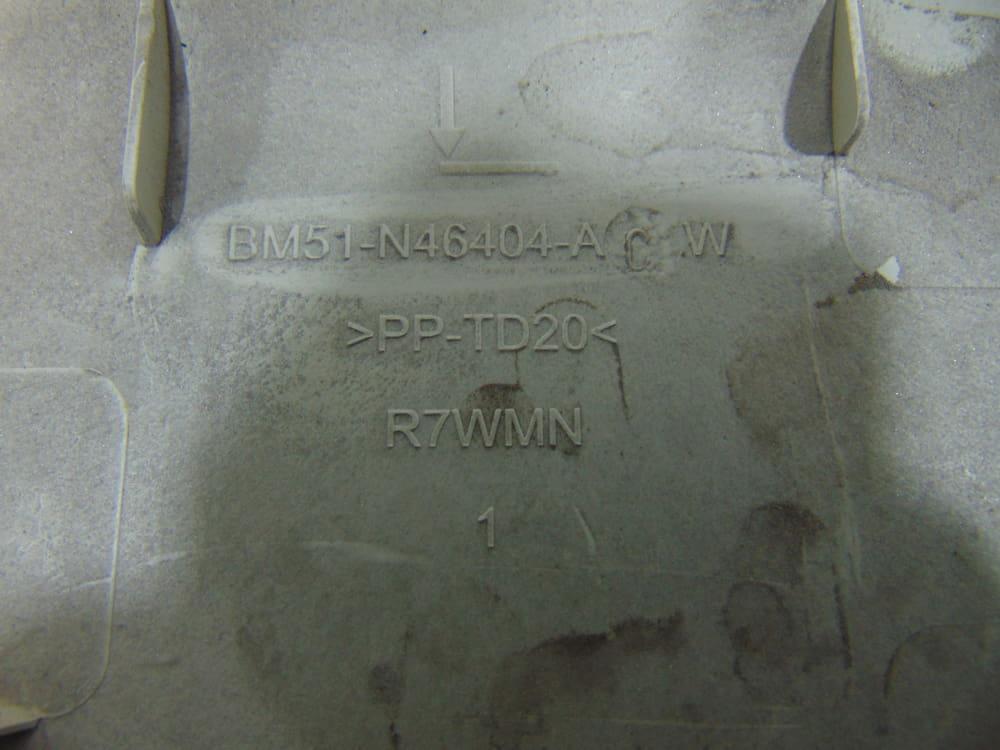 BM51-N46404-A C W
>PP-TD20<
R7WMN
1